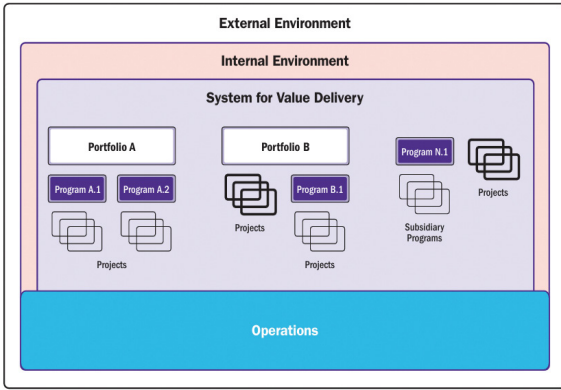 External Environment
Internal Environment
System for Value Delivery
Portfolio A
Portfolio B
Program N.1
Program A.1
Program A.2
Program B.1
Projects
Projects
Subsidiary
Programs
Projects
Projects
Operations